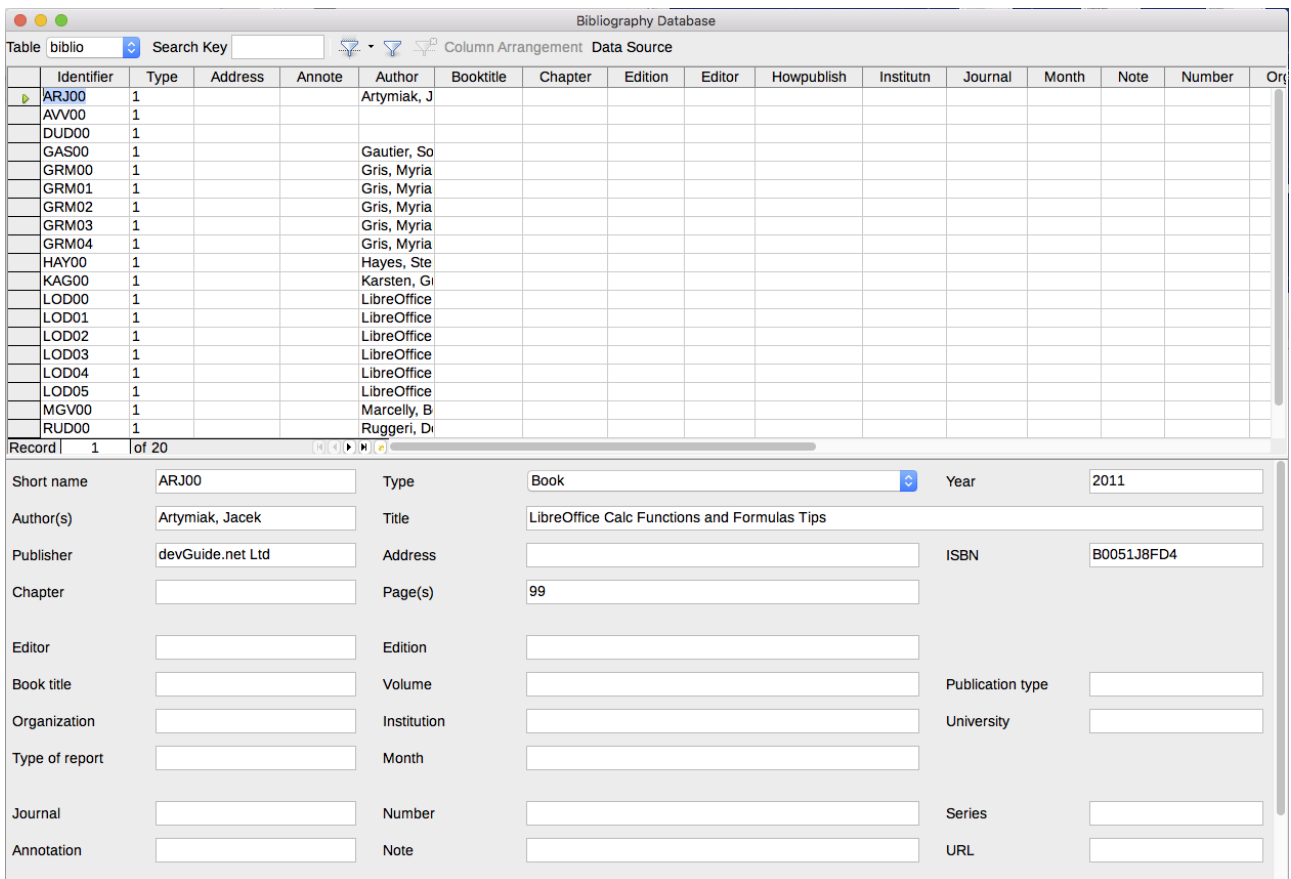 Bibliography Database
Table biblio Search Key Column Arrangement Data Source
Identifier Type Address Annote Author Booktitle Chapter Edition Editor Howpublish Institutn Journal Month Note Number Org
ARJ00 1 Artymiak, J
AVV00 1
DUD00 1
GAS00 1 Gautier, So
GRM00 1 Gris, Myria
GRM01 1 Gris, Myria
GRM02 1 Gris, Myria
GRM03 1 Gris, Myria
GRM04 1 Gris, Myria
HAY00 1 Hayes, Ste
KAG00 1 Karsten, Gü
LOD00 1 LibreOffice
LOD01 1 LibreOffice
LOD02 1 LibreOffice
LOD03 1 LibreOffice
LOD04 1 LibreOffice
LOD05 1 LibreOffice
MGV00 1 Marcelly, B
RUD00 1 Ruggeri, D
Record 1 of 20
Short name ARJ00 Type Book Year 2011
Author(s) Artymiak, Jacek Title LibreOffice Calc Functions and Formulas Tips
Publisher devGuide.net Ltd Address ISBN B0051J8FD4
Chapter Page(s) 99
Editor Edition
Book title Volume Publication type
Organization Institution University
Type of report Month
Journal Number Series
Annotation Note URL